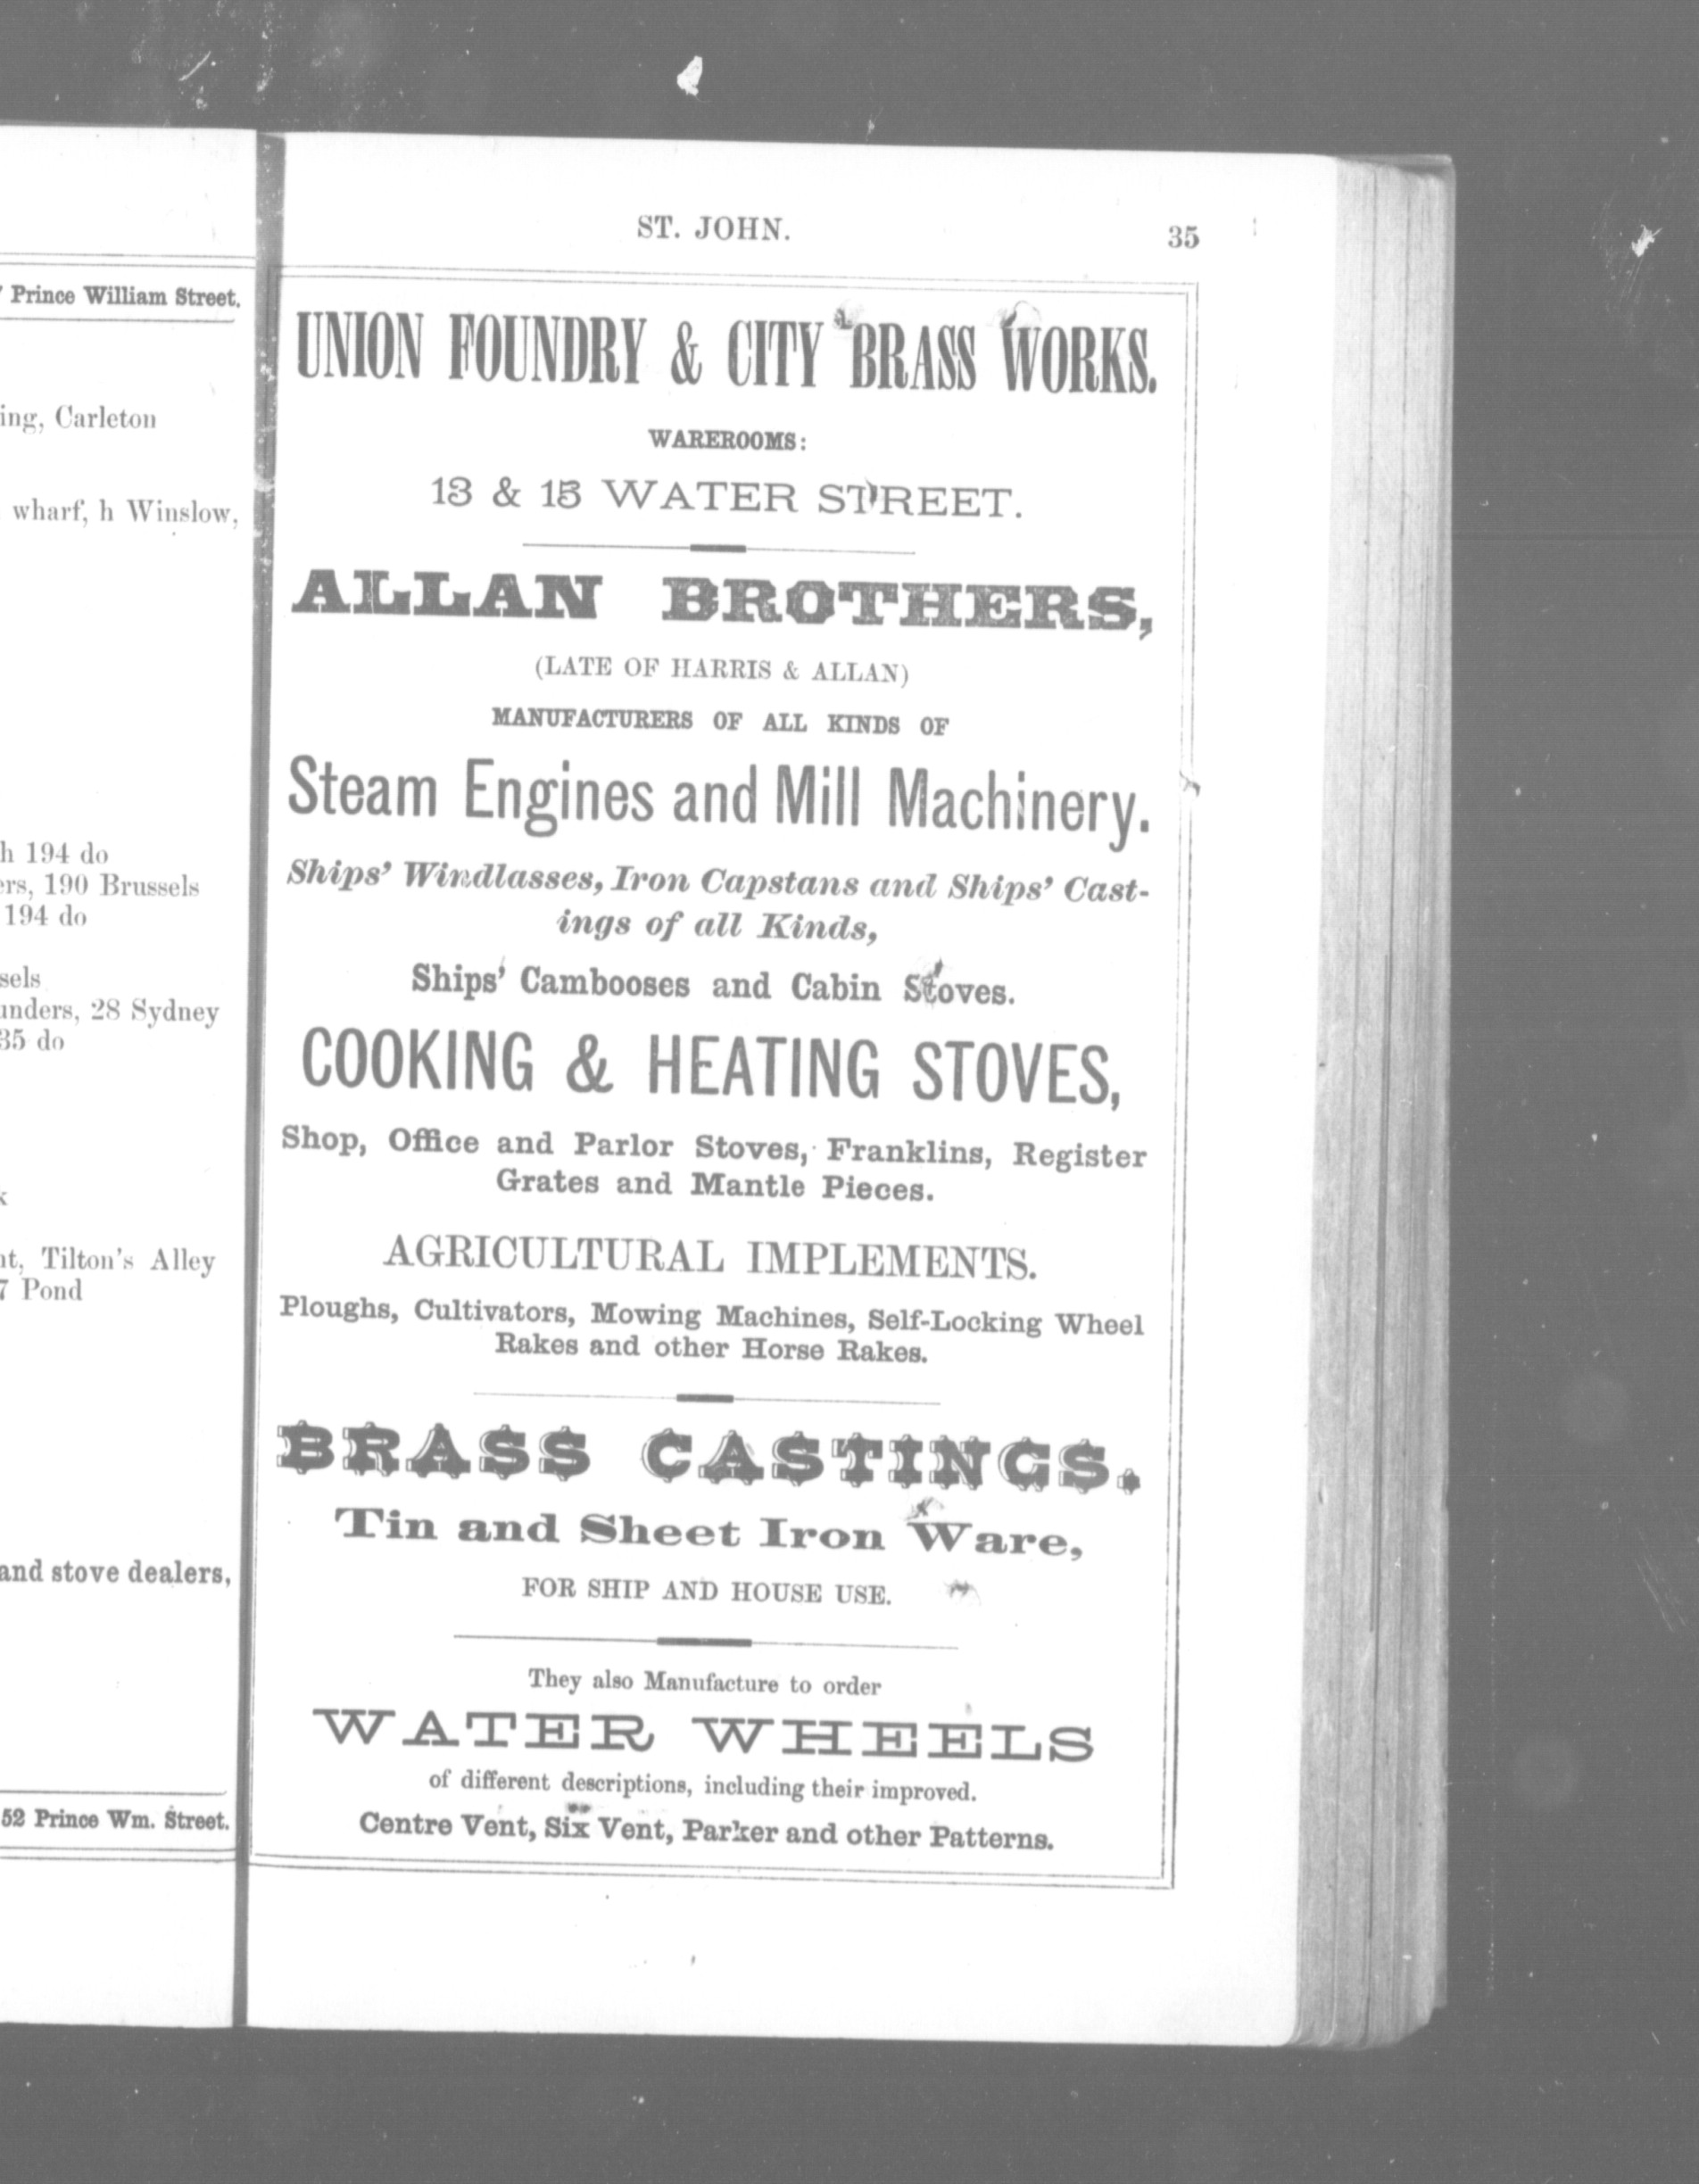 Prince William Street.
Carleton
wharf, h Winslow,
h 194 do
190 Brussels
194 do
28 Sydney
35 do
Tilton's Alley
7 Pond
and stove dealers,
52 Prince Wm. Street.
ST. JOHN.
35
UNION FOUNDRY & CITY BRASS WORKS.
WAREROOMS:
13 & 15 WATER STREET.
ALLAN BROTHERS,
(LATE OF HARRIS & ALLAN)
MANUFACTURERS OF ALL KINDS OF
Steam Engines and Mill Machinery.
Ships' Windlasses, Iron Capstans and Ships' Cast-
ings of all Kinds,
Ships' Cambooses and Cabin Stoves.
COOKING & HEATING STOVES,
Shop, Office and Parlor Stoves, Franklins, Register
Grates and Mantle Pieces.
AGRICULTURAL IMPLEMENTS.
Ploughs, Cultivators, Mowing Machines, Self-Locking Wheel
Rakes and other Horse Rakes.
BRASS CASTINGS.
Tin and Sheet Iron Ware,
FOR SHIP AND HOUSE USE.
They also Manufacture to order
WATER WHEELS
of different descriptions, including their improved.
Centre Vent, Six Vent, Parker and other Patterns.